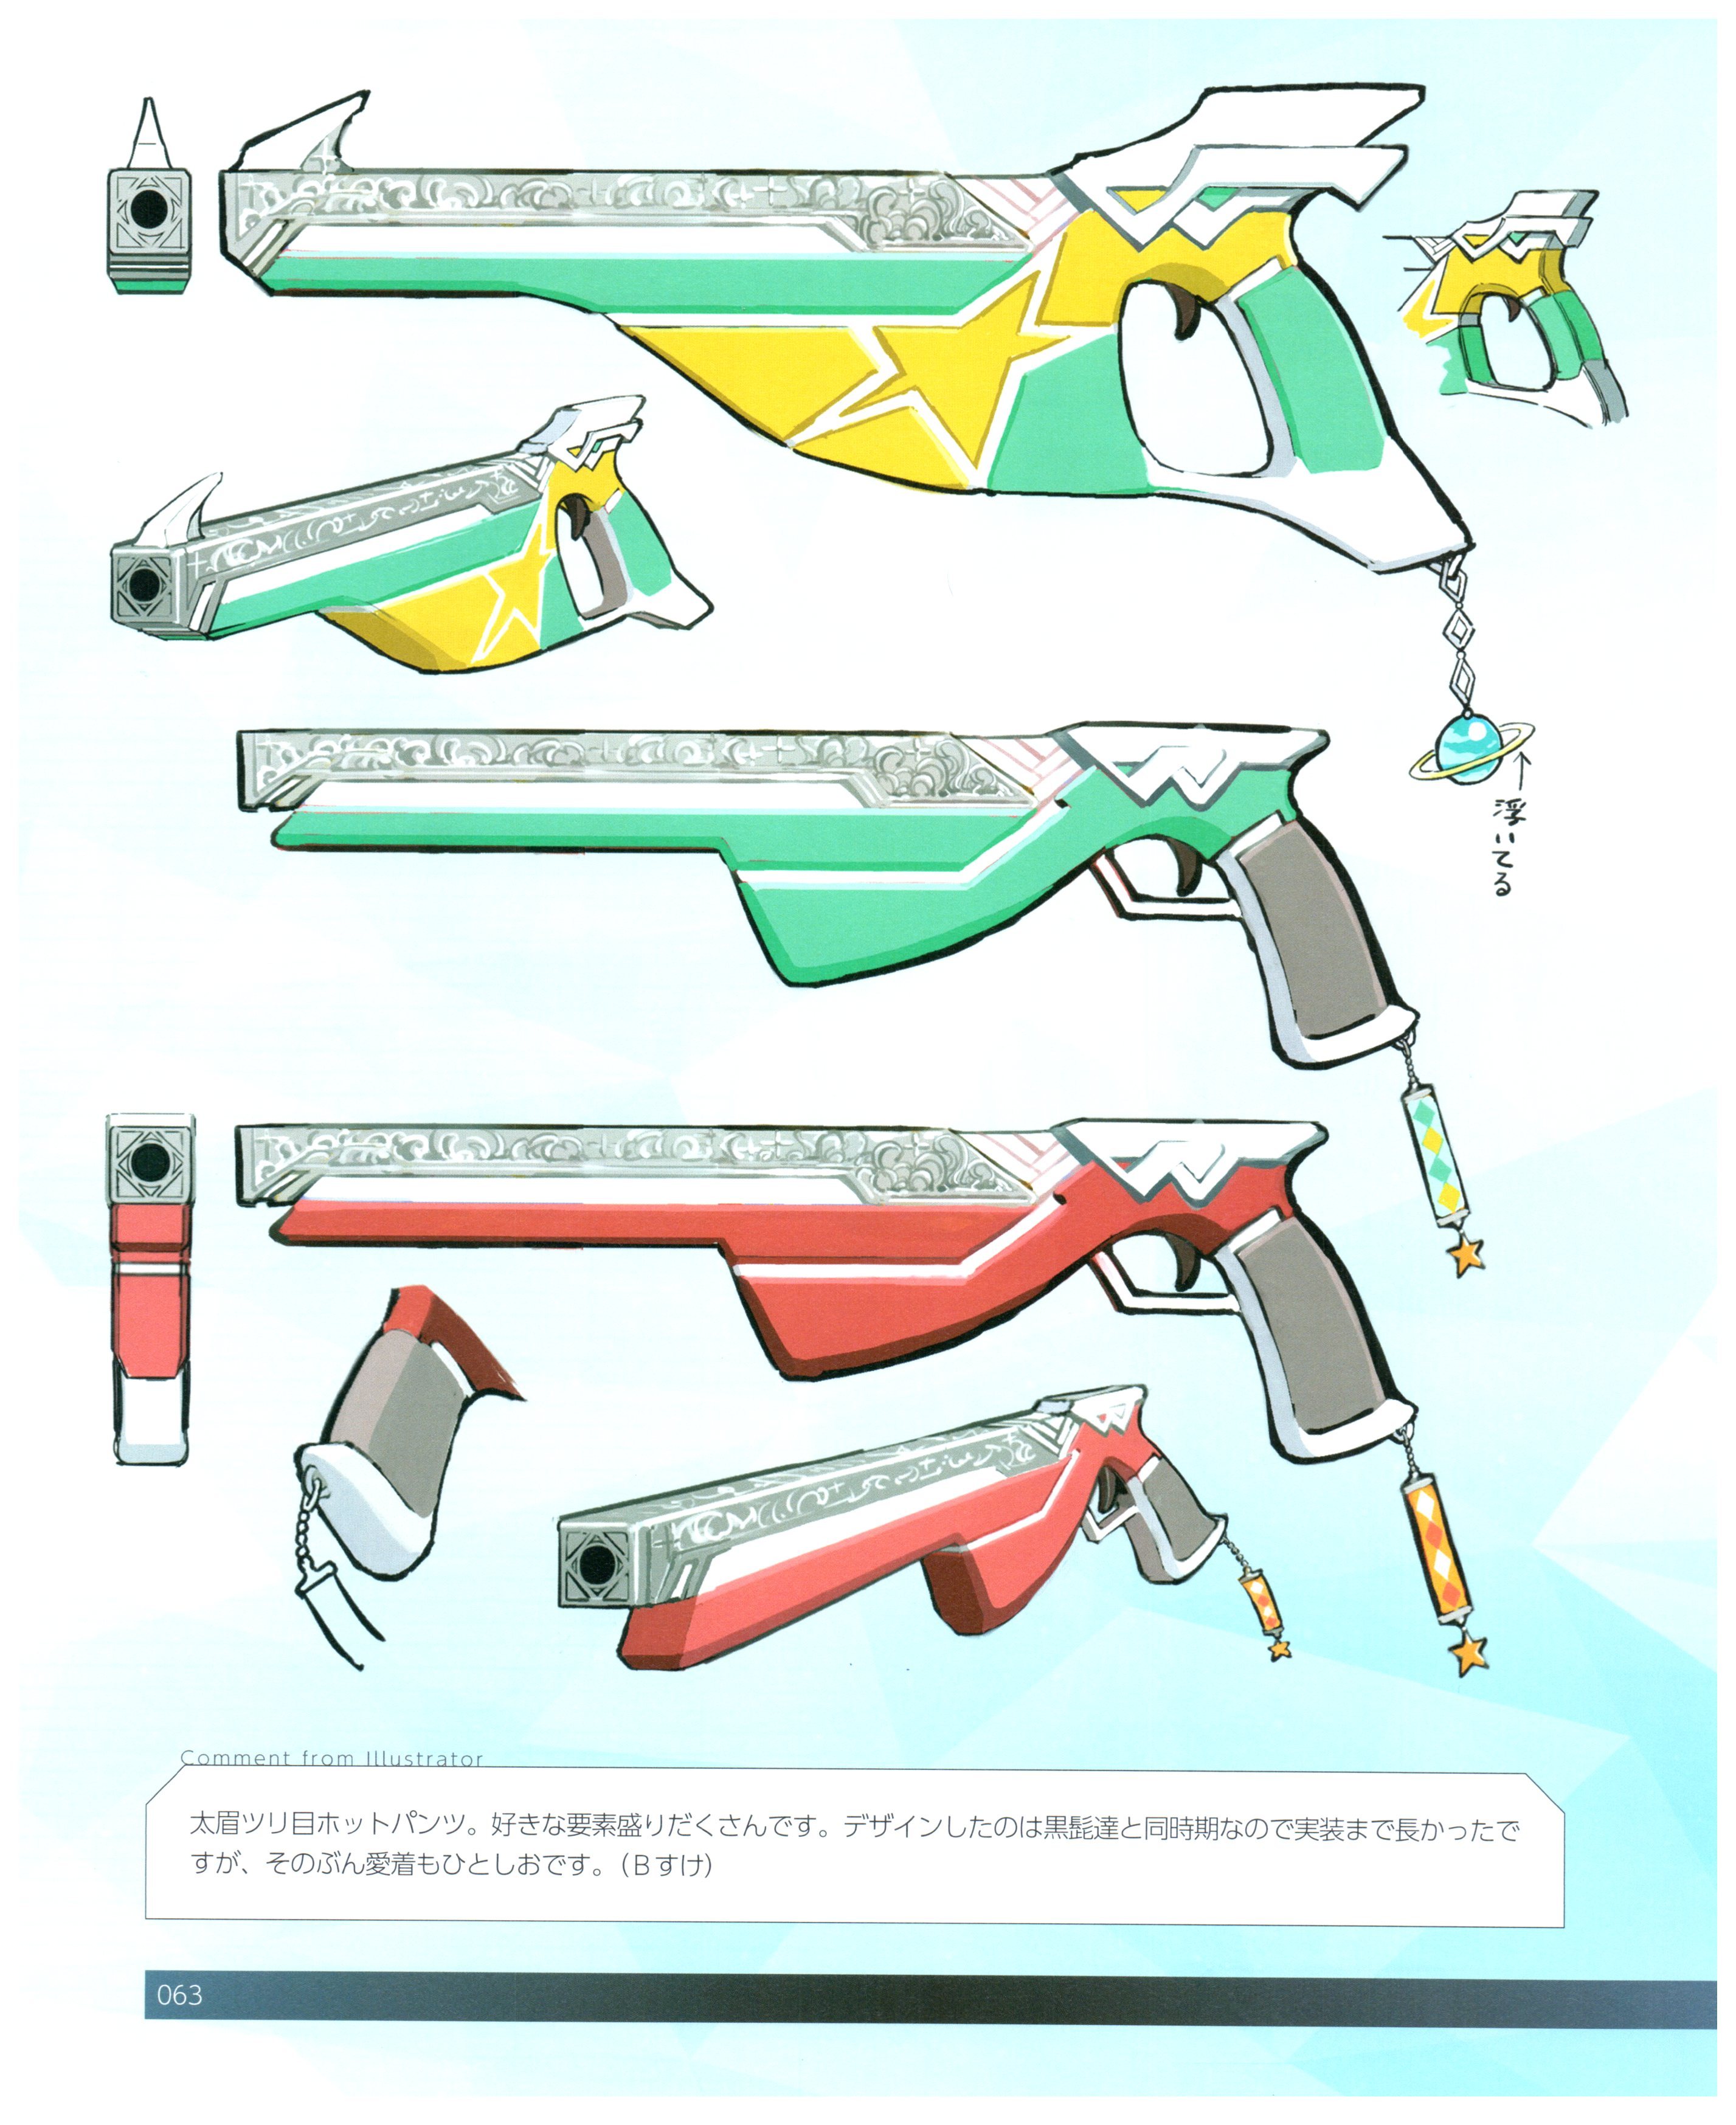 浮いてる
Comment from Illustrator
太眉ツリ目ホットパンツ。好きな要素盛りだくさんです。デザインしたのは黒髭達と同時期なので実装まで長かったで
すが、そのぶん愛着もひとしおです。（Bすけ）
063